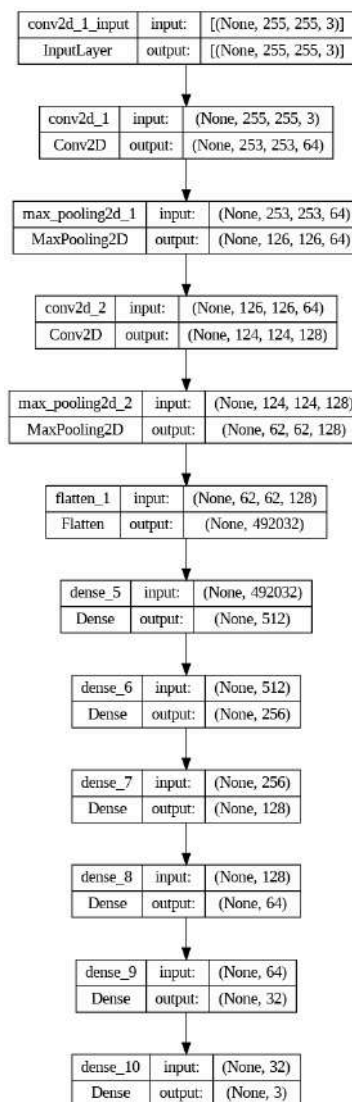 conv2d_1_input input: [(None, 255, 255, 3)]
InputLayer output: [(None, 255, 255, 3)]
conv2d_1 input: (None, 255, 255, 3)
Conv2D output: (None, 253, 253, 64)
max_pooling2d_1 input: (None, 253, 253, 64)
MaxPooling2D output: (None, 126, 126, 64)
conv2d_2 input: (None, 126, 126, 64)
Conv2D output: (None, 124, 124, 128)
max_pooling2d_2 input: (None, 124, 124, 128)
MaxPooling2D output: (None, 62, 62, 128)
flatten_1 input: (None, 62, 62, 128)
Flatten output: (None, 492032)
dense_5 input: (None, 492032)
Dense output: (None, 512)
dense_6 input: (None, 512)
Dense output: (None, 256)
dense_7 input: (None, 256)
Dense output: (None, 128)
dense_8 input: (None, 128)
Dense output: (None, 64)
dense_9 input: (None, 64)
Dense output: (None, 32)
dense_10 input: (None, 32)
Dense output: (None, 3)